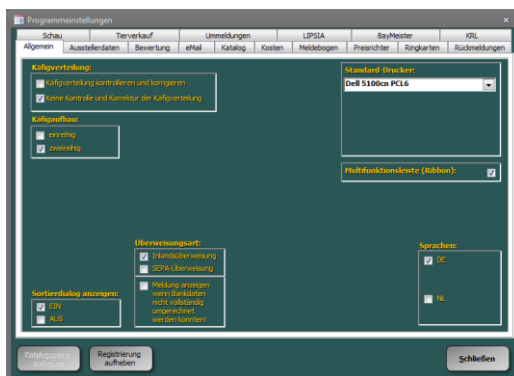 Programmeinstellungen
Schau Tierverkauf Ummeldungen LIPSIA BayMeister KRL
Allgemein Ausstellerdaten Bewertung eMail Katalog Kosten Meldebogen Preisrichter Ringkarten Rückmeldungen
Käfigverteilung:
Käfigverteilung kontrollieren und korrigeren
Keine Kontrolle und Korrektur der Käfigverteilung
Standard-Drucker:
Dell 5100cn PCL6
Käfigaufbau:
einreihig
zweireihig
Multifunktionsleiste (Ribbon):
Überweisungsart:
Inlandsüberweisung
SEPA-Überweisung
Meldung anzeigen
wenn Bankdaten
nicht vollständig
umgerechnet
werden konnten!
Sprachen:
DE
NL
Sortierdialog anzeigen:
EIN
AUS
Katalogsperre
aufheben
Registrierung
aufheben
Schließen